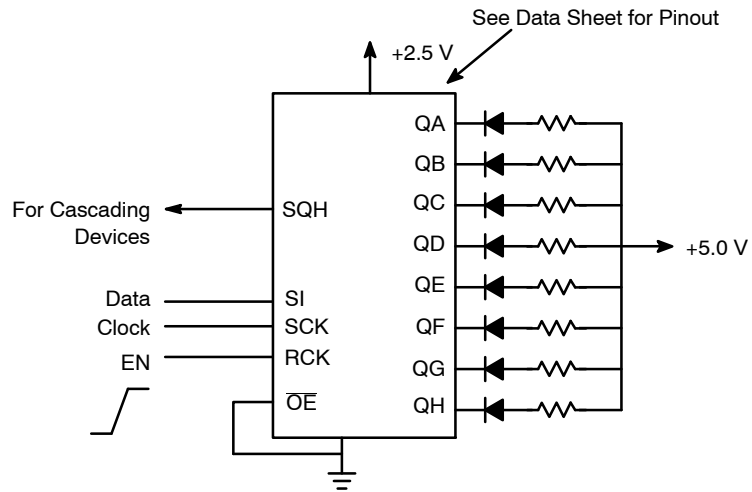 See Data Sheet for Pinout
+2.5 V
QA
QB
For Cascading
Devices
SQH
QC
QD
+5.0 V
QE
Data
SI
Clock
SCK
QF
EN
RCK
QG
OE
QH